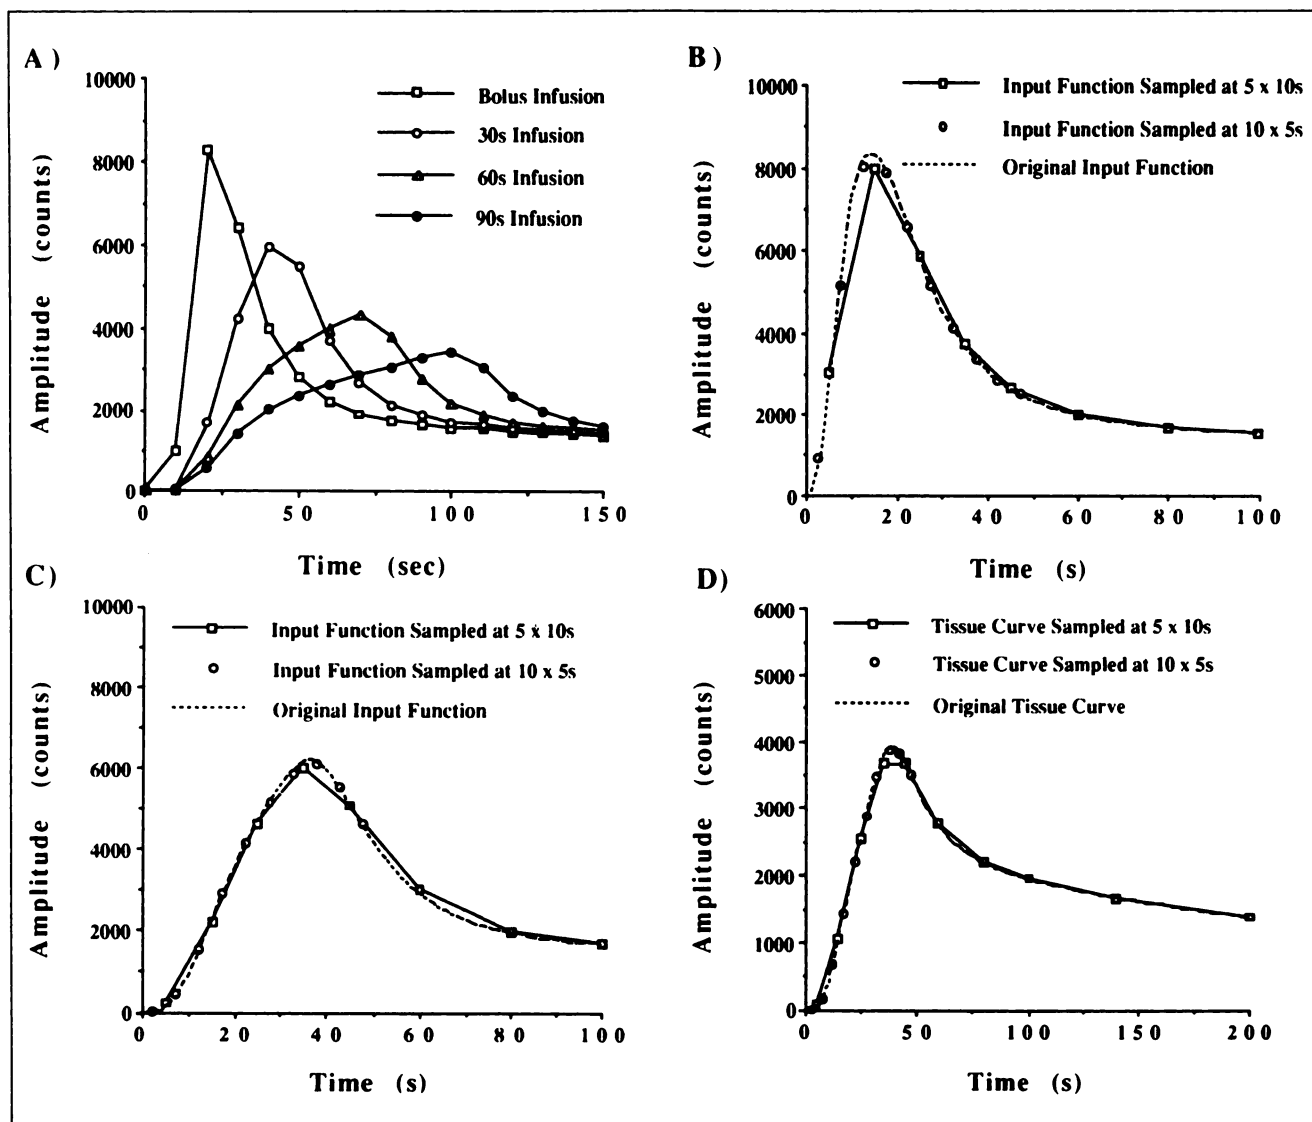 A)
10000
8000
6000
4000
2000
0
0
50
100
150
Amplitude (counts)
Time (sec)
Bolus Infusion
30s Infusion
60s Infusion
90s Infusion
B)
10000
8000
6000
4000
2000
0
0
20
40
60
80
100
Amplitude (counts)
Time (s)
Input Function Sampled at 5 x 10s
Input Function Sampled at 10 x 5s
Original Input Function
C)
10000
8000
6000
4000
2000
0
0
20
40
60
80
100
Amplitude (counts)
Time (s)
Input Function Sampled at 5 x 10s
Input Function Sampled at 10 x 5s
Original Input Function
D)
6000
5000
4000
3000
2000
1000
0
0
50
100
150
200
Amplitude (counts)
Time (s)
Tissue Curve Sampled at 5 x 10s
Tissue Curve Sampled at 10 x 5s
Original Tissue Curve